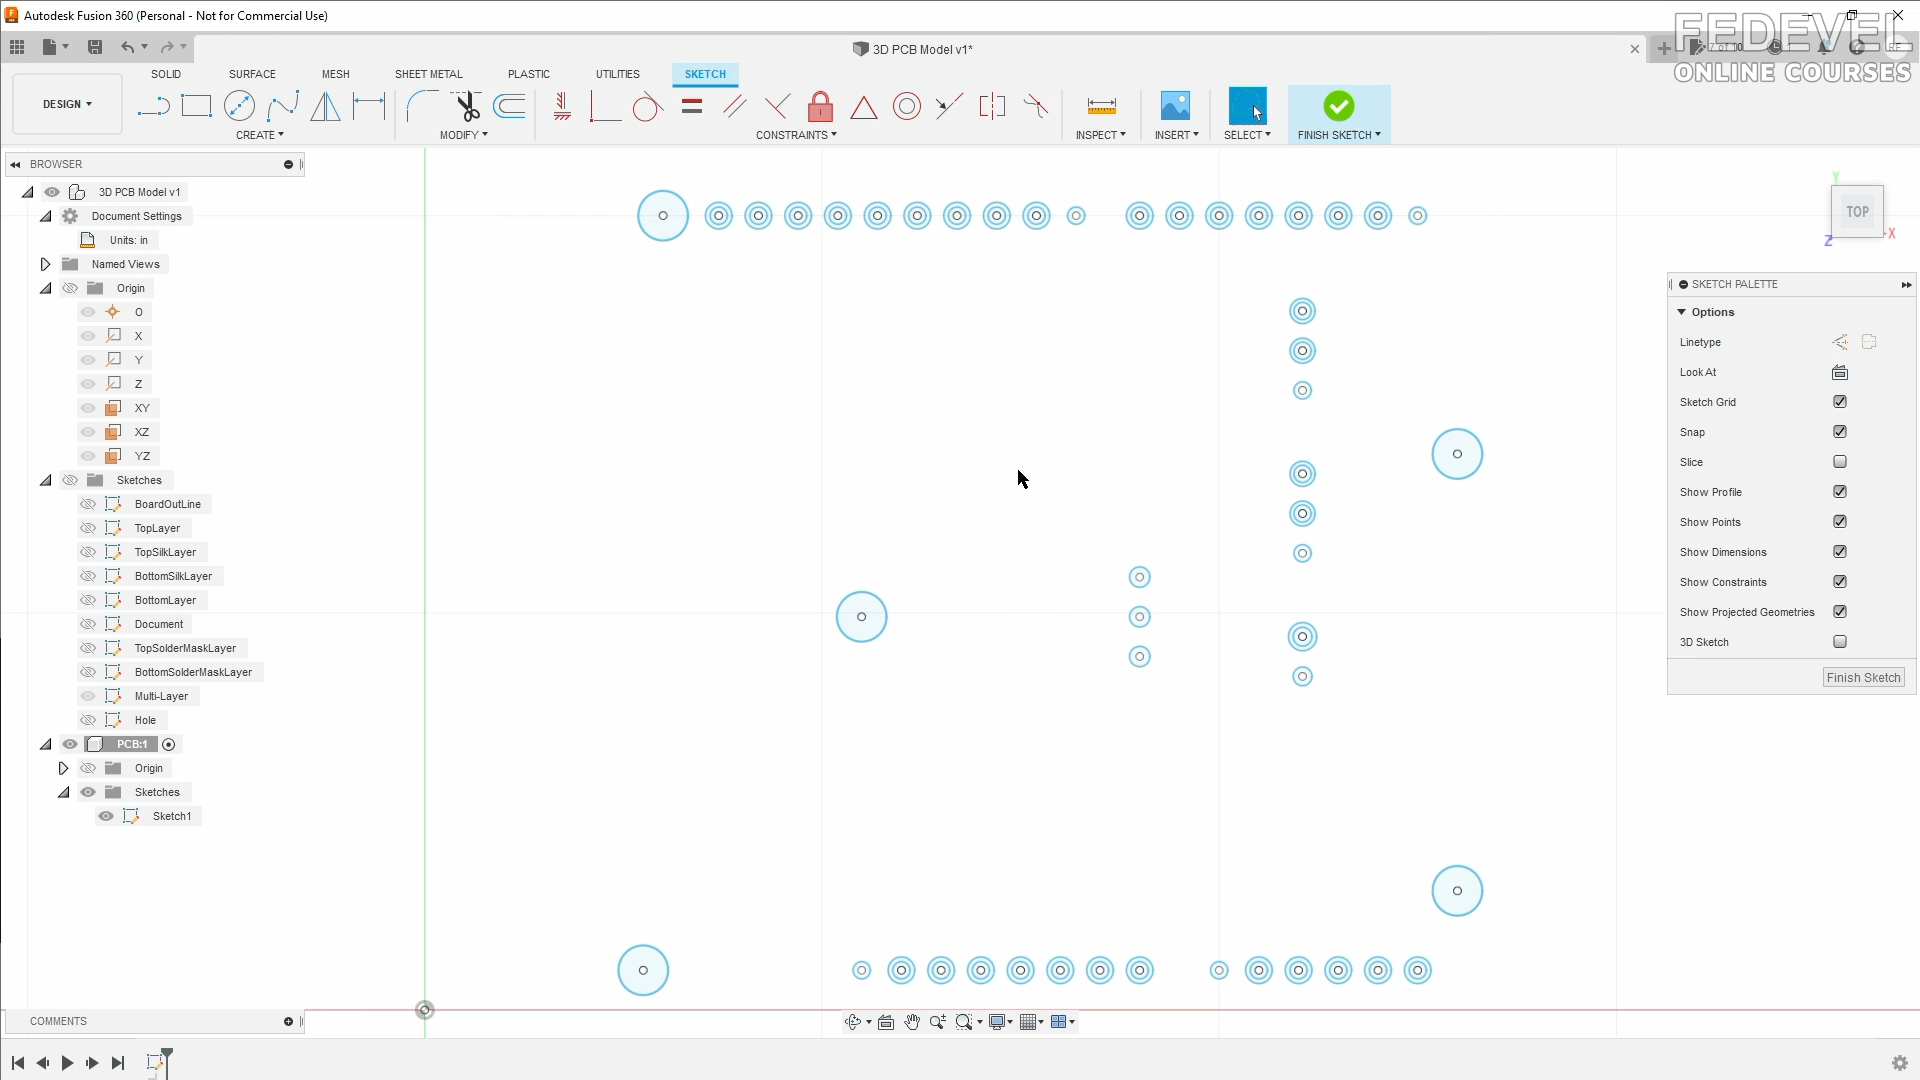 Autodesk Fusion 360 (Personal - Not for Commercial Use)
FEDEVEL
ONLINE COURSES
3D PCB Model v1*
SOLID SURFACE MESH SHEET METAL PLASTIC UTILITIES SKETCH
DESIGN
CREATE MODIFY CONSTRAINTS INSPECT INSERT SELECT FINISH SKETCH
BROWSER
3D PCB Model v1
Document Settings
Units: in
Named Views
Origin
O
X
Y
Z
XY
XZ
YZ
Sketches
BoardOutLine
TopLayer
TopSilkLayer
BottomSilkLayer
BottomLayer
Document
TopSolderMaskLayer
BottomSolderMaskLayer
Multi-Layer
Hole
PCB:1
Origin
Sketches
Sketch1
Y
TOP
X
Z
SKETCH PALETTE
Options
Linetype
Look At
Sketch Grid
Snap
Slice
Show Profile
Show Points
Show Dimensions
Show Constraints
Show Projected Geometries
3D Sketch
Finish Sketch
COMMENTS